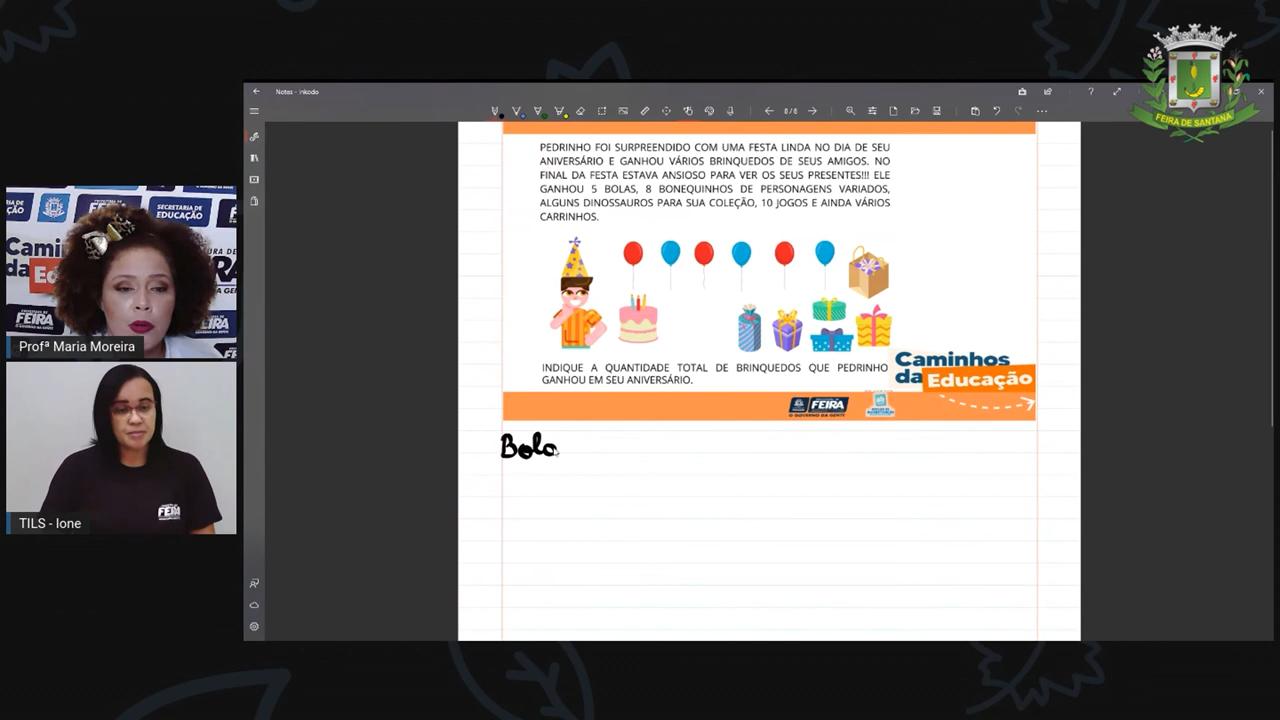 FEIRA DE SANTANA
Notes - Inkodo
8/8
PEDRINHO FOI SURPREENDIDO COM UMA FESTA LINDA NO DIA DE SEU
ANIVERSÁRIO E GANHOU VÁRIOS BRINQUEDOS DE SEUS AMIGOS. NO
FINAL DA FESTA ESTAVA ANSIOSO PARA VER OS SEUS PRESENTES!!! ELE
GANHOU 5 BOLAS, 8 BONEQUINHOS DE PERSONAGENS VARIADOS,
ALGUNS DINOSSAUROS PARA SUA COLEÇÃO, 10 JOGOS E AINDA VÁRIOS
CARRINHOS.
INDIQUE A QUANTIDADE TOTAL DE BRINQUEDOS QUE PEDRINHO
GANHOU EM SEU ANIVERSÁRIO.
Caminhos
da Educação
FEIRA
O GOVERNO DA GENTE
Bola
SECRETARIA DE
EDUCAÇÃO
FEIRA
Profª Maria Moreira
FEIRA
TILS - Ione